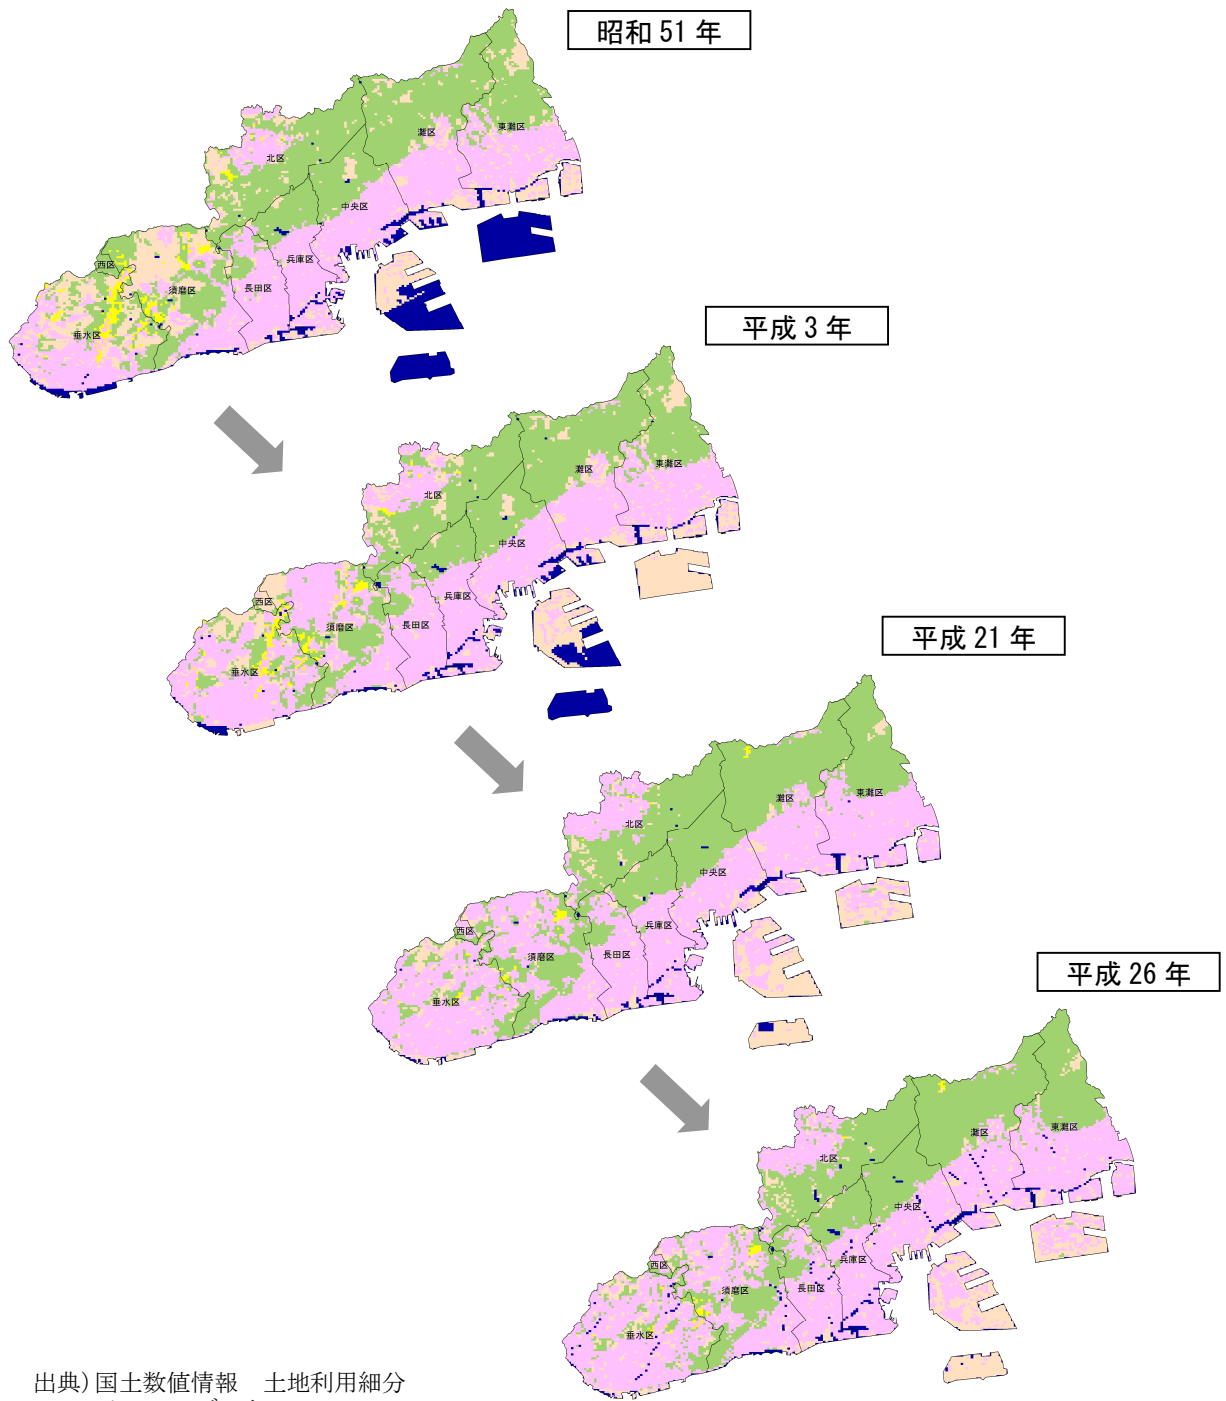 昭和 51 年
東灘区
灘区
北区
中央区
兵庫区
西区
長田区
須磨区
垂水区
平成 3 年
東灘区
灘区
北区
中央区
兵庫区
西区
長田区
須磨区
垂水区
平成 21 年
東灘区
灘区
北区
中央区
兵庫区
西区
長田区
須磨区
垂水区
平成 26 年
東灘区
灘区
北区
中央区
兵庫区
西区
長田区
須磨区
垂水区
出典）国土数値情報　土地利用細分